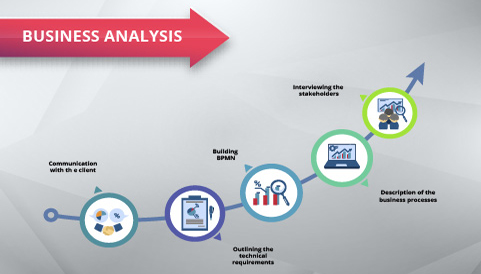 BUSINESS ANALYSIS
Interviewing the
stakeholders
Building
BPMN
Communication
with th e client
Description of the
business processes
Outlining the
technical
requirements
%
%